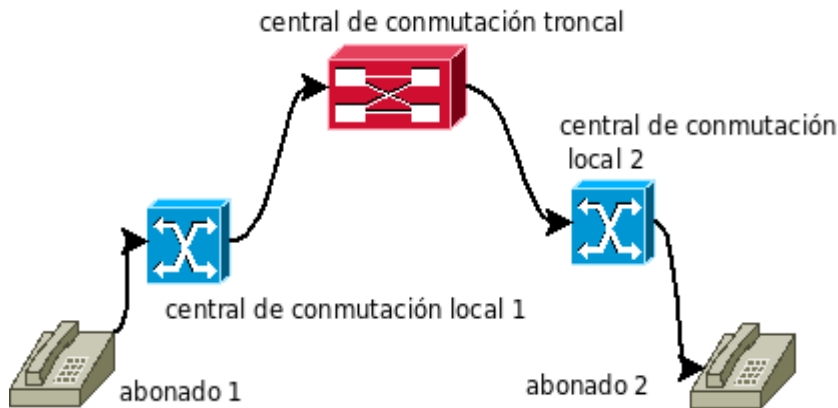 central de conmutación troncal
central de conmutación
local 2
central de conmutación local 1
abonado 1
abonado 2